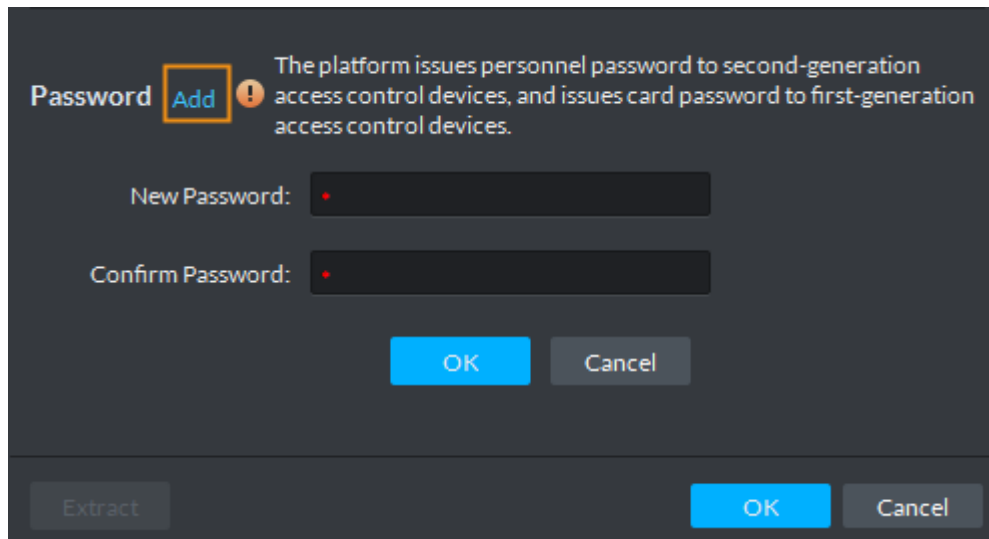 The platform issues personnel password to second-generation
Password Add ! access control devices, and issues card password to first-generation
access control devices.
New Password:
Confirm Password:
OK Cancel
Extract OK Cancel